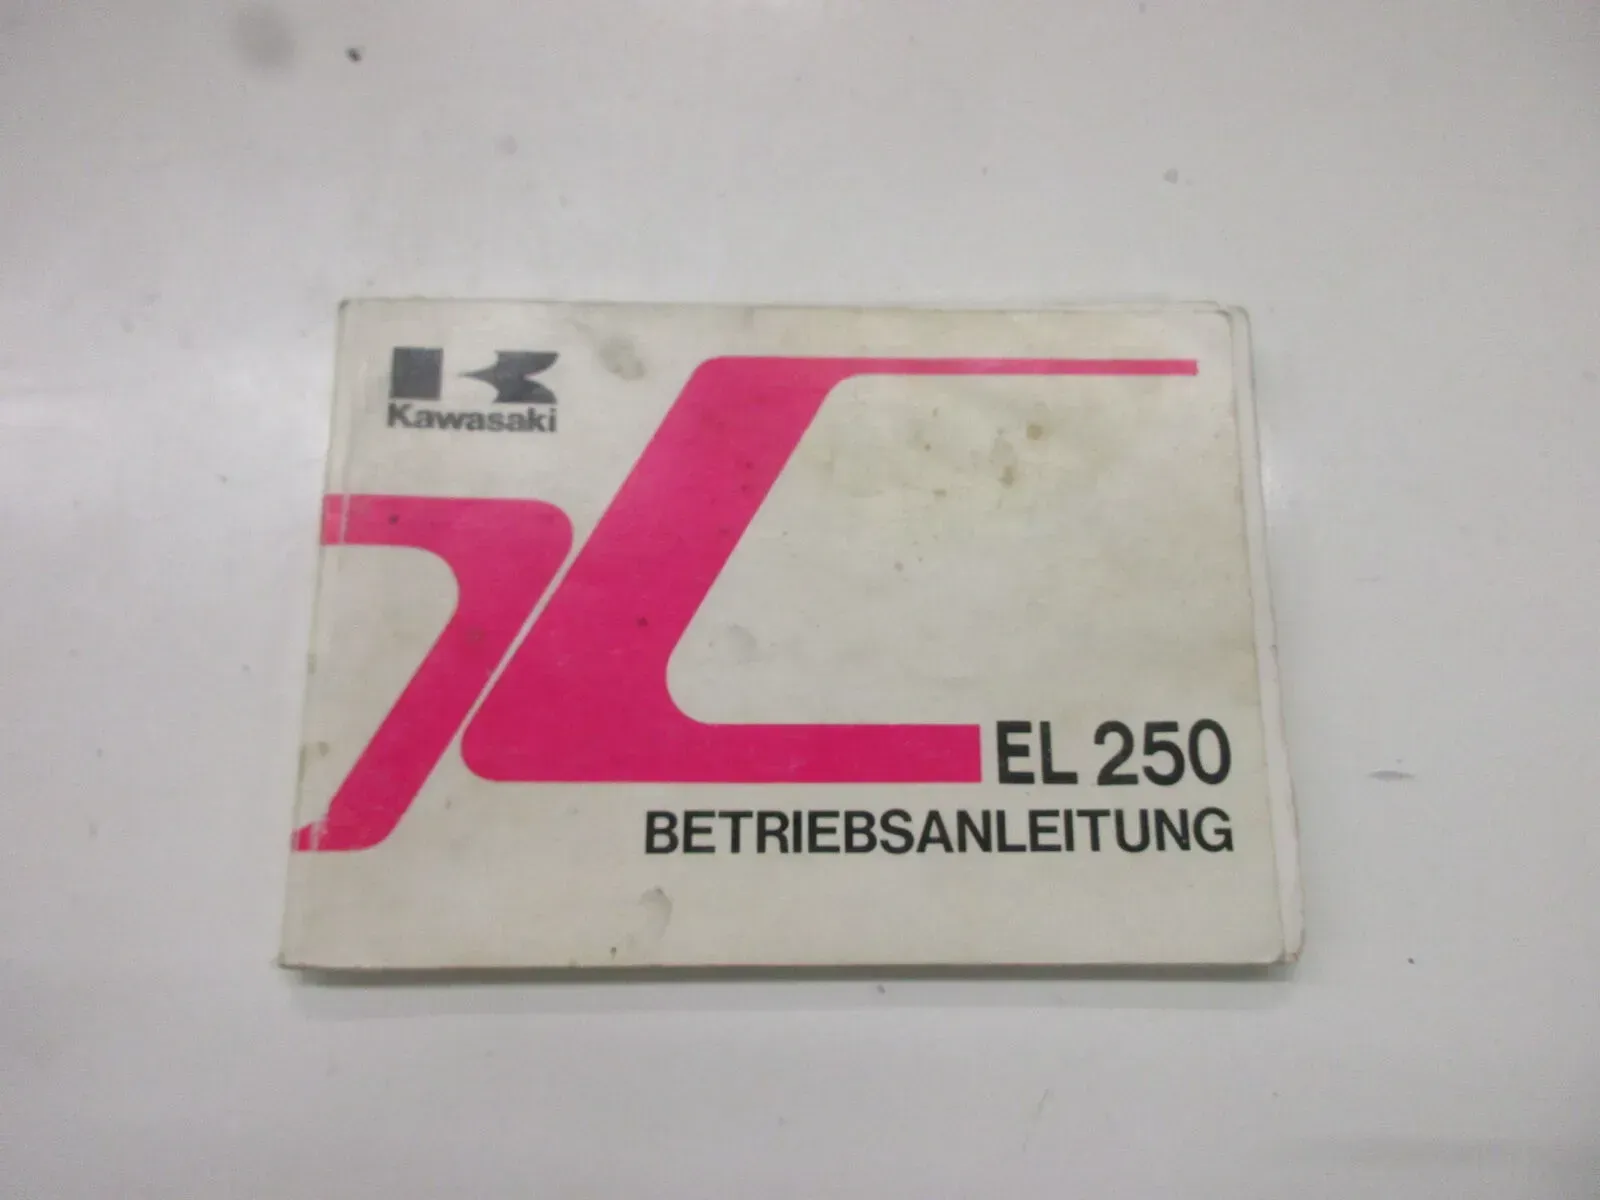 Kawasaki
EL 250
BETRIEBSANLEITUNG